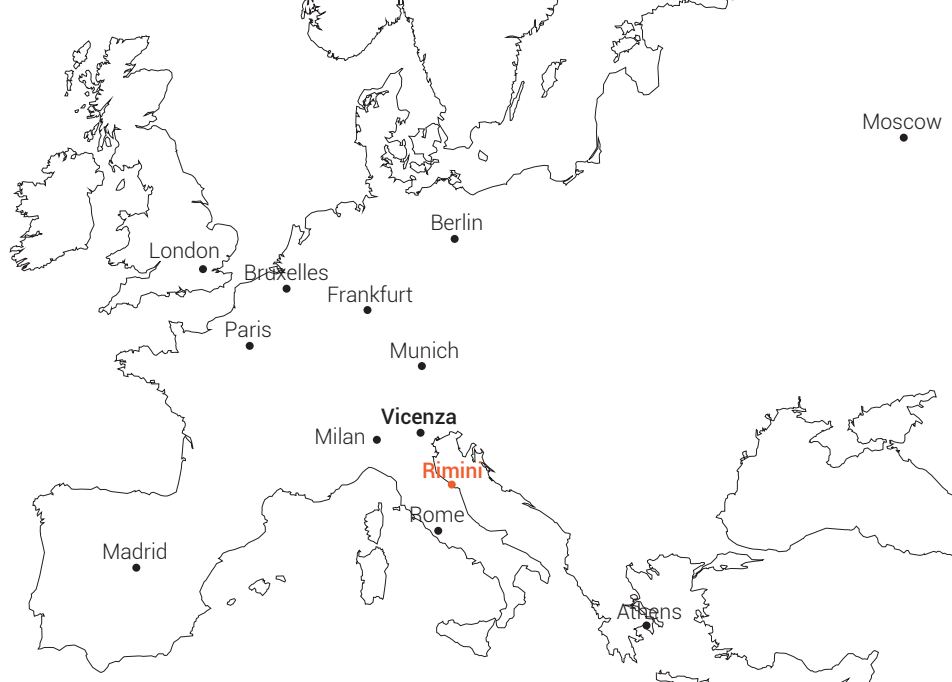 Moscow
Berlin
London
Bruxelles
Frankfurt
Paris
Munich
Vicenza
Milan
Rimini
Rome
Madrid
Athens